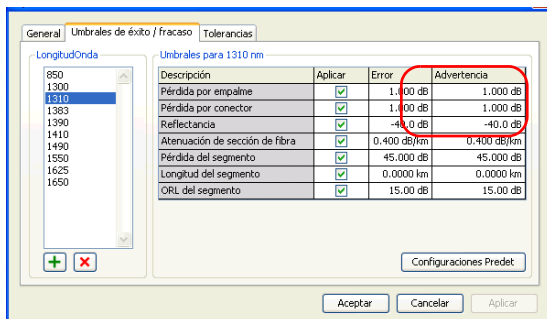 General Umbrales de éxito / fracaso Tolerancias
LongitudOnda
850
1300
1310
1383
1390
1410
1490
1550
1625
1650
Umbrales para 1310 nm
Descripción Aplicar Error Advertencia
Pérdida por empalme 1.000 dB 1.000 dB
Pérdida por conector 1.000 dB 1.000 dB
Reflectancia -40.0 dB -40.0 dB
Atenuación de sección de fibra 0.400 dB/km 0.400 dB/km
Pérdida del segmento 45.000 dB 45.000 dB
Longitud del segmento 0.0000 km 0.0000 km
ORL del segmento 15.00 dB 15.00 dB
Configuraciones Predet
Aceptar Cancelar Aplicar